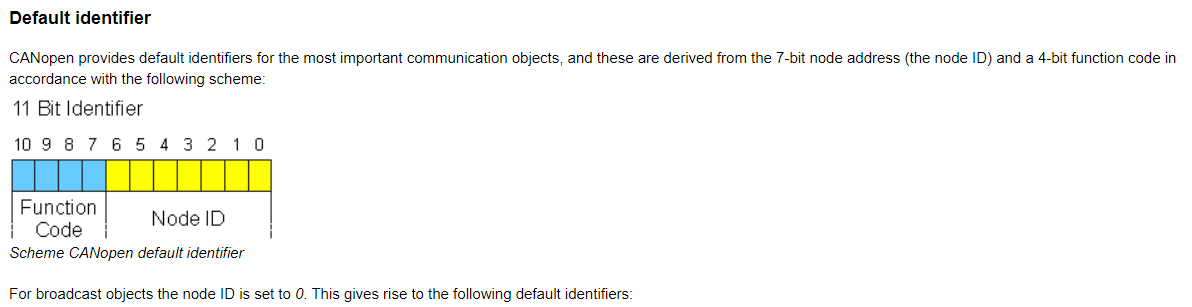 Default identifier
CANopen provides default identifiers for the most important communication objects, and these are derived from the 7-bit node address (the node ID) and a 4-bit function code in
accordance with the following scheme:
11 Bit Identifier
10 9 8 7 6 5 4 3 2 1 0
Function
Code
Node ID
Scheme CANopen default identifier
For broadcast objects the node ID is set to 0. This gives rise to the following default identifiers: